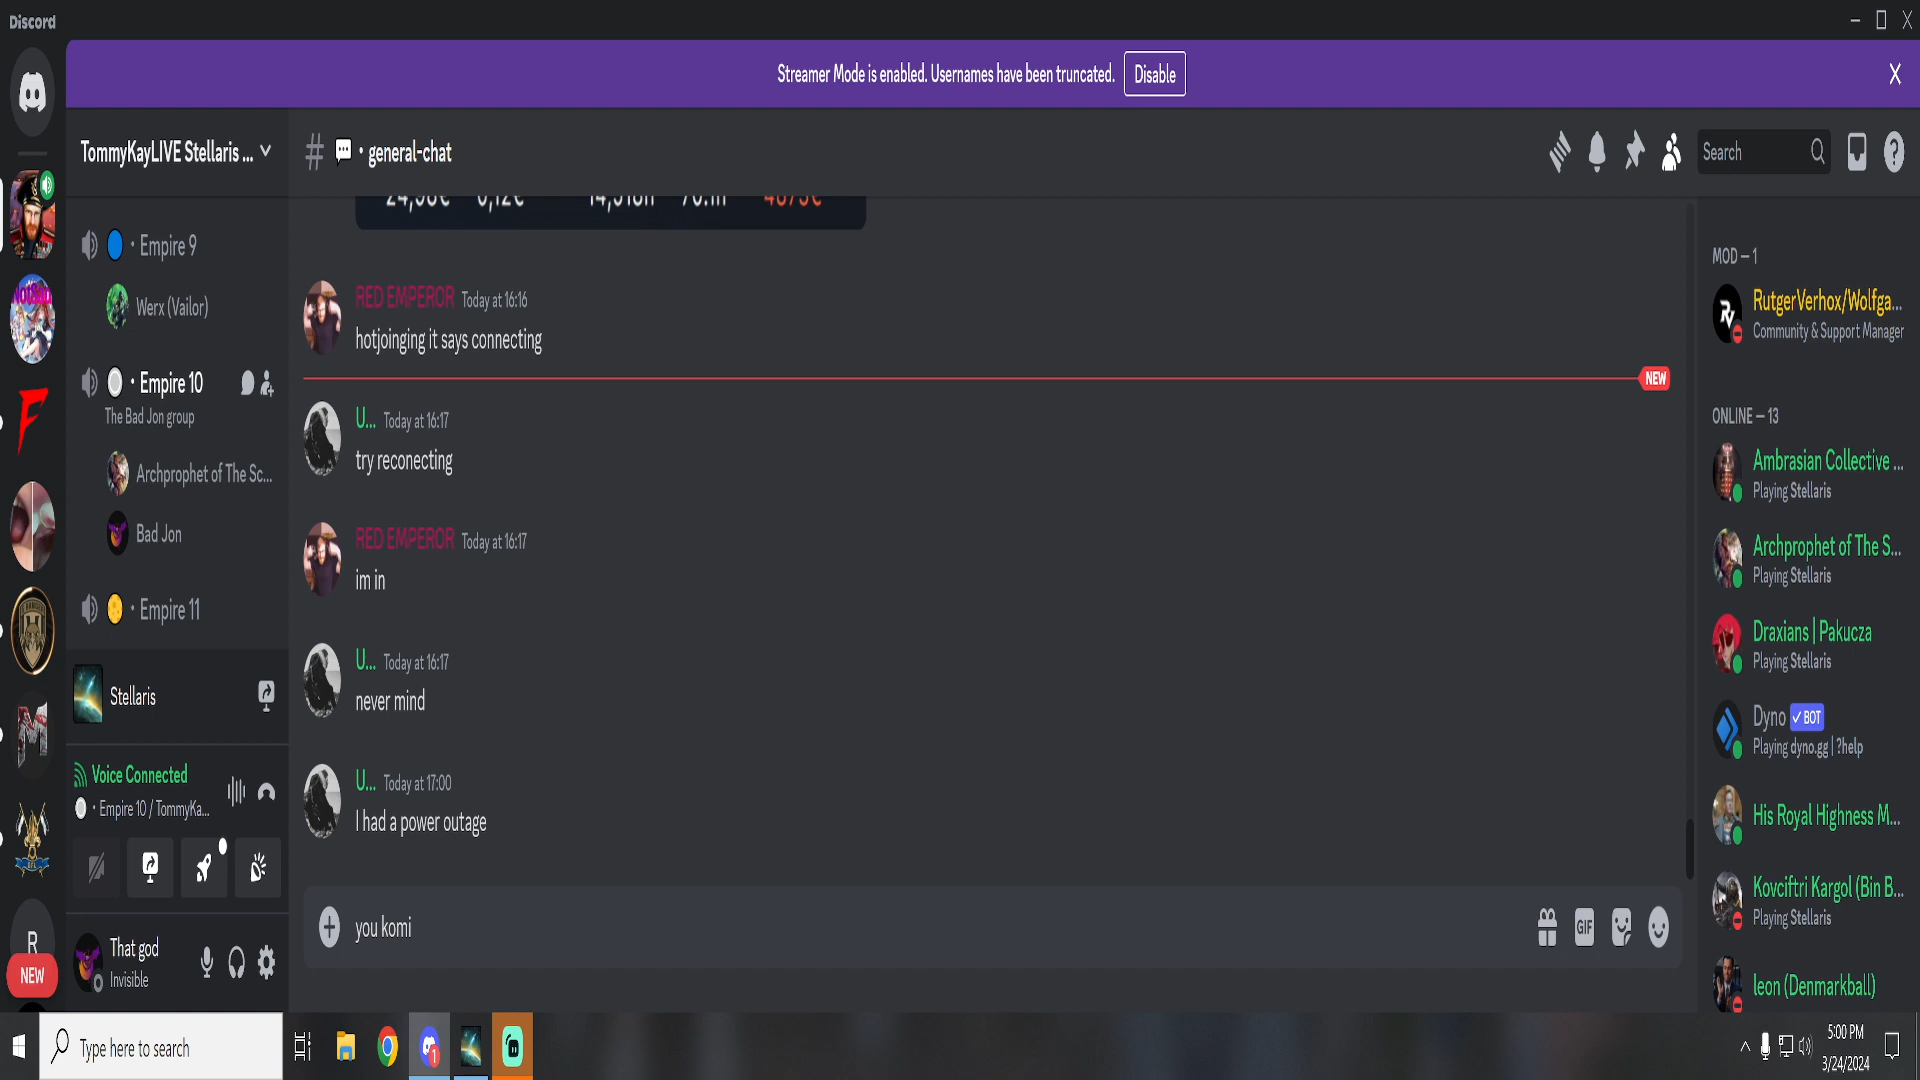 Discord
Streamer Mode is enabled. Usernames have been truncated.
Disable
X
TommyKayLIVE Stellaris ...
# • general-chat
Search
• Empire 9
Werx (Vailor)
• Empire 10
The Bad Jon group
Archprophet of The Sc...
Bad Jon
• Empire 11
Stellaris
Voice Connected
• Empire 10 / TommyKa...
That god
Invisible
R
NEW
RED EMPEROR Today at 16:16
hotjoinging it says connecting
NEW
U... Today at 16:17
try reconecting
RED EMPEROR Today at 16:17
im in
U... Today at 16:17
never mind
U... Today at 17:00
I had a power outage
you komi
GIF
MOD — 1
RutgerVerhox/Wolfga...
Community & Support Manager
ONLINE — 13
Ambrasian Collective ...
Playing Stellaris
Archprophet of The S...
Playing Stellaris
Draxians | Pakucza
Playing Stellaris
Dyno ✓ BOT
Playing dyno.gg | ?help
His Royal Highness M...
Kovciftri Kargol (Bin B...
Playing Stellaris
leon (Denmarkball)
Type here to search
1
5:00 PM
3/24/2024